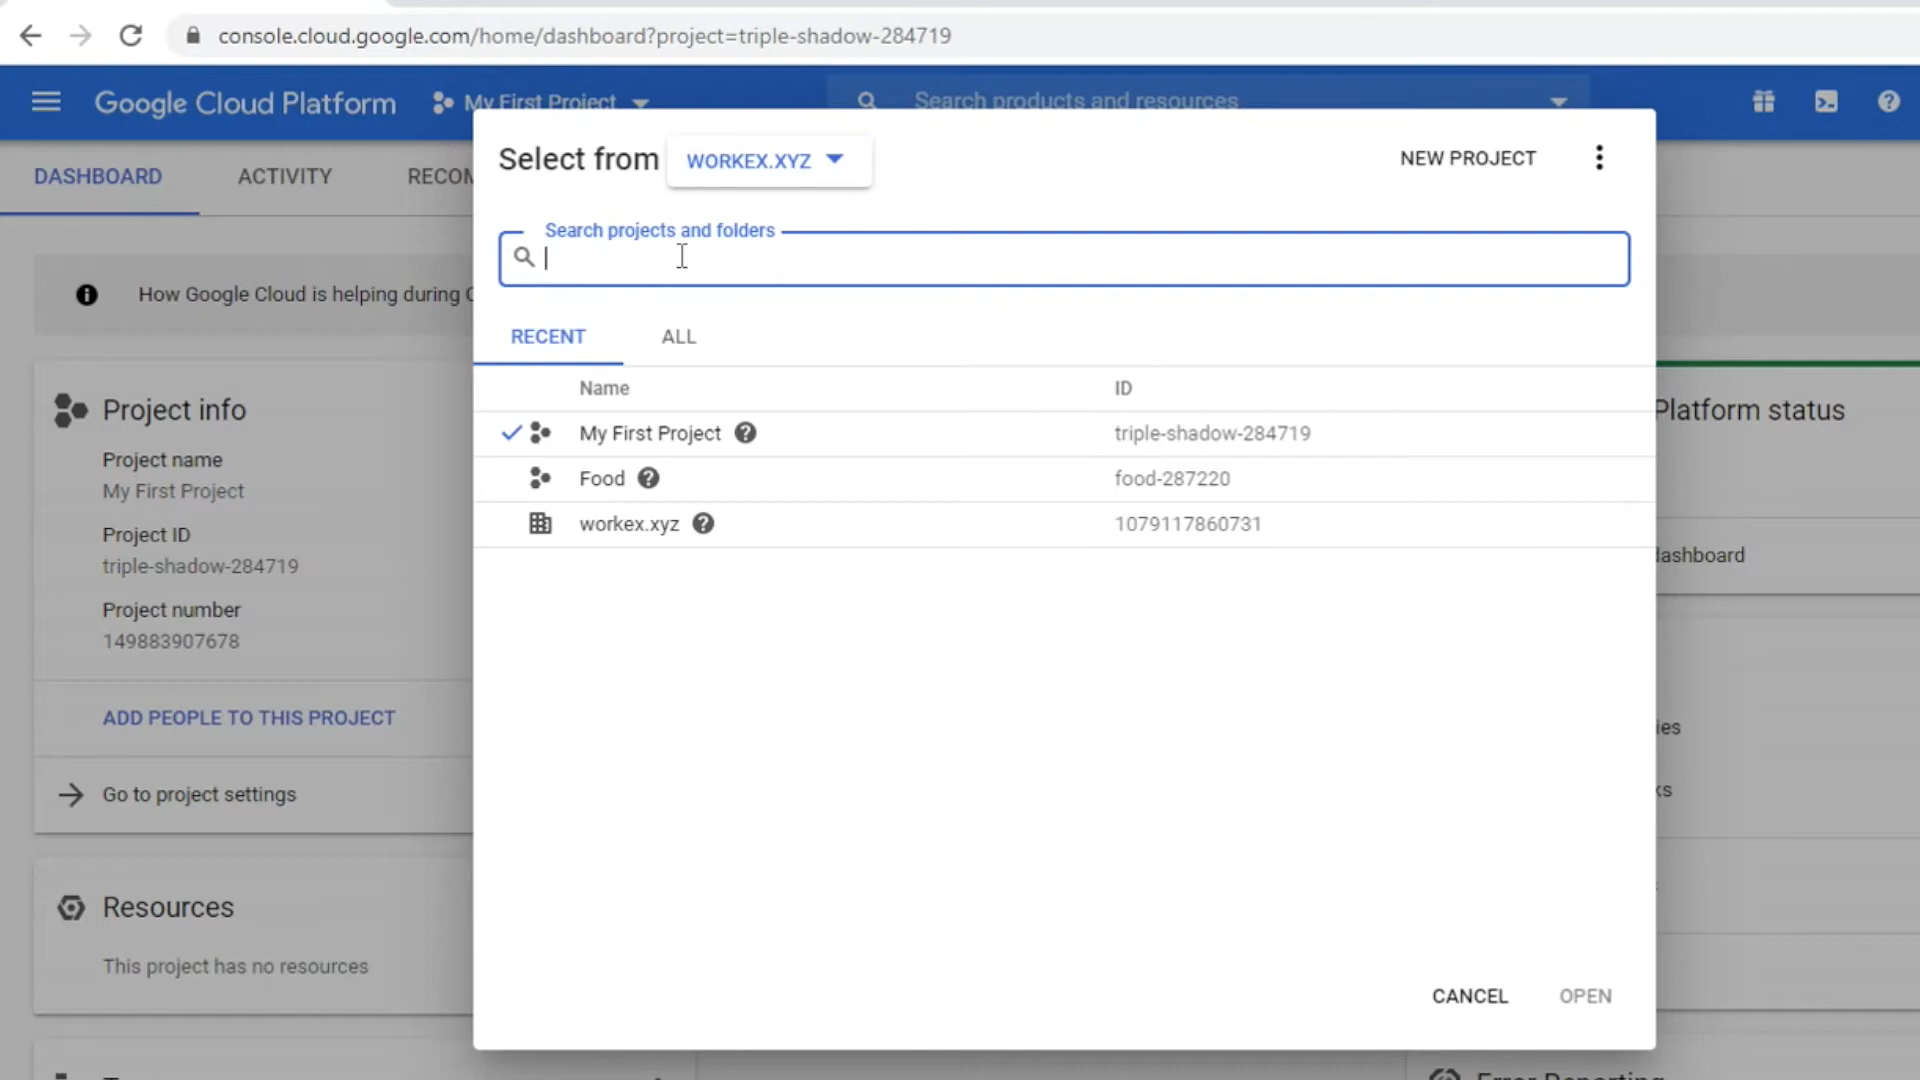 console.cloud.google.com/home/dashboard?project=triple-shadow-284719
Google Cloud Platform
My First Project
Search products and resources
DASHBOARD
ACTIVITY
RECOM
Select from
WORKEX.XYZ
NEW PROJECT
Search projects and folders
How Google Cloud is helping during
RECENT
ALL
Name
ID
My First Project
triple-shadow-284719
Food
food-287220
workex.xyz
1079117860731
Project info
Project name
My First Project
Project ID
triple-shadow-284719
Project number
149883907678
ADD PEOPLE TO THIS PROJECT
Go to project settings
Resources
This project has no resources
Platform status
dashboard
ies
ks
CANCEL
OPEN
Error Reporting